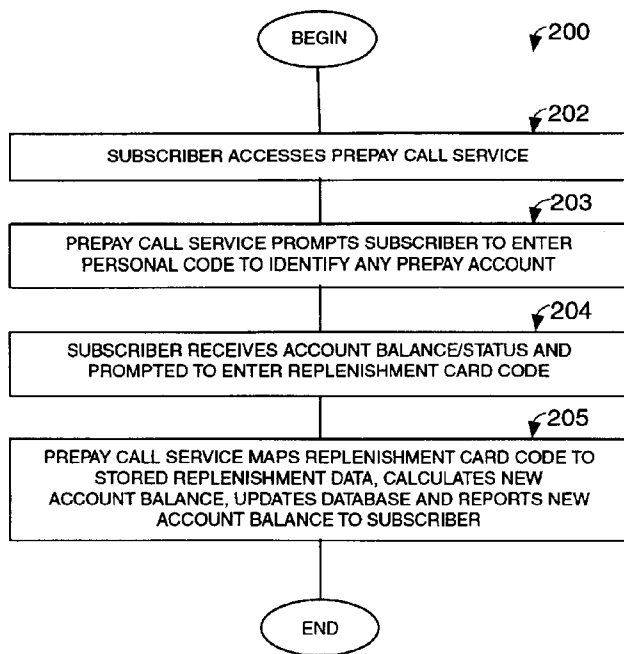 BEGIN
200
202
SUBSCRIBER ACCESSES PREPAY CALL SERVICE
203
PREPAY CALL SERVICE PROMPTS SUBSCRIBER TO ENTER
PERSONAL CODE TO IDENTIFY ANY PREPAY ACCOUNT
204
SUBSCRIBER RECEIVES ACCOUNT BALANCE/STATUS AND
PROMPTED TO ENTER REPLENISHMENT CARD CODE
205
PREPAY CALL SERVICE MAPS REPLENISHMENT CARD CODE TO
STORED REPLENISHMENT DATA, CALCULATES NEW
ACCOUNT BALANCE, UPDATES DATABASE AND REPORTS NEW
ACCOUNT BALANCE TO SUBSCRIBER
END